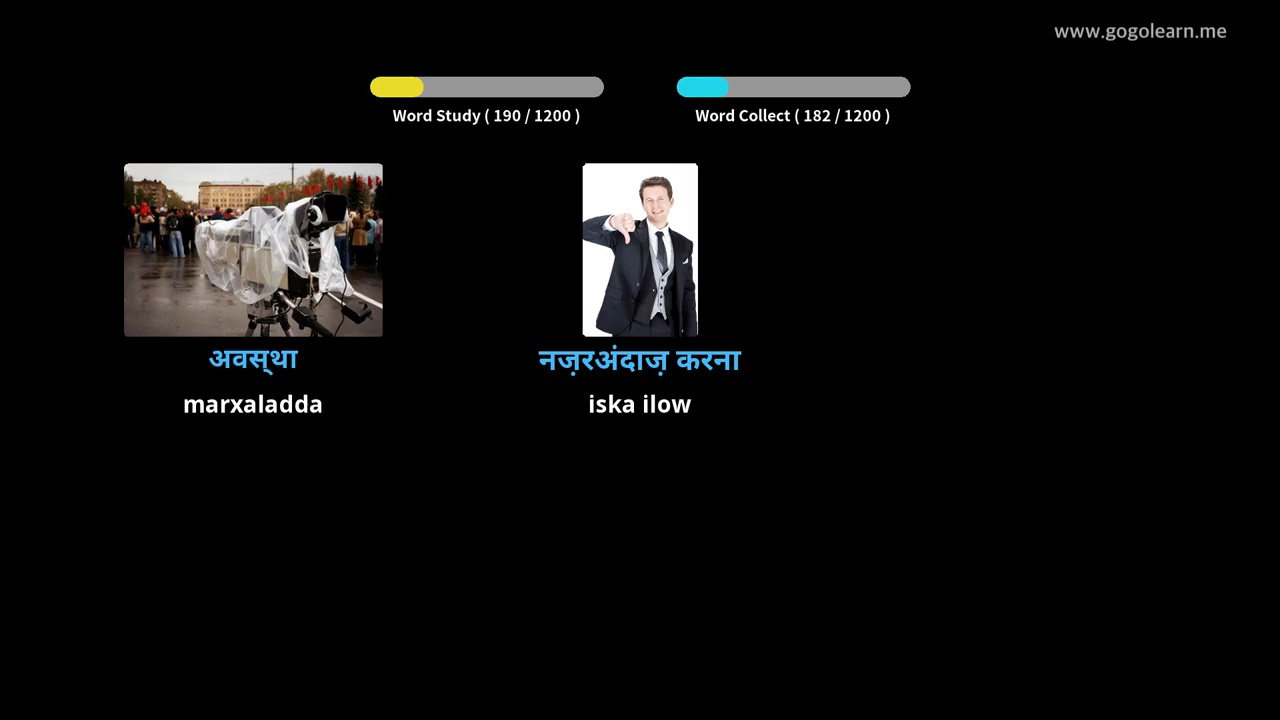 www.gogolearn.me
Word Study ( 190 / 1200 )
Word Collect ( 182 / 1200 )
अवस्था
नज़रअंदाज़ करना
marxaladda
iska ilow